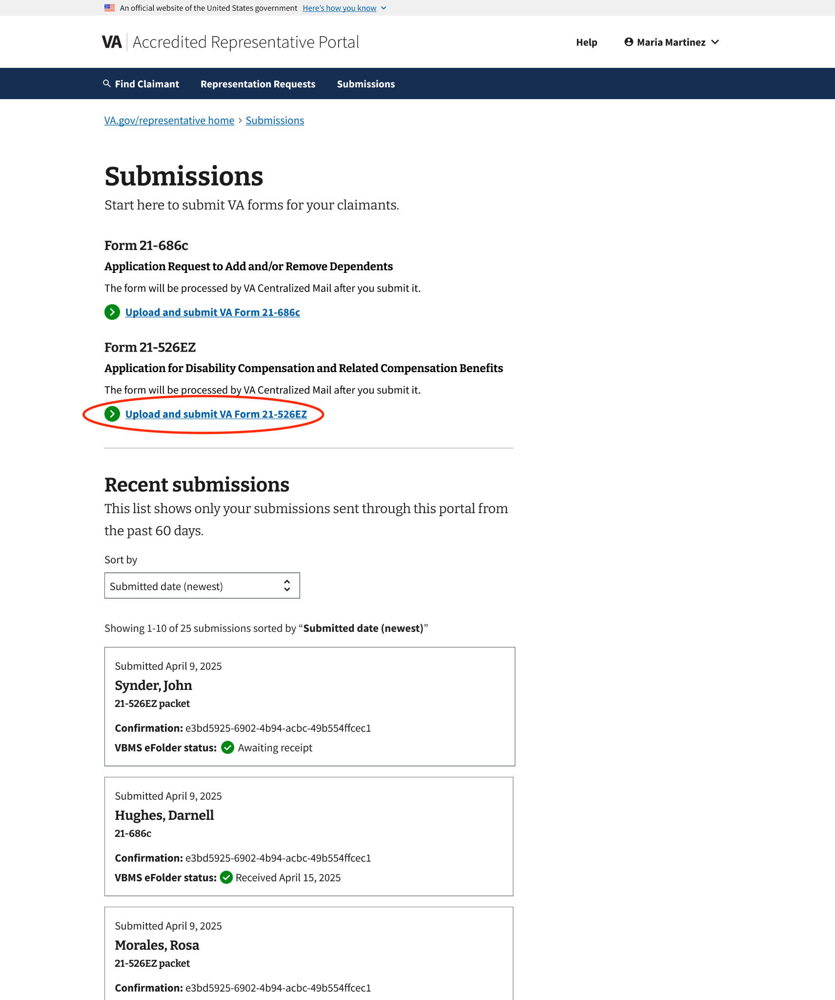 An official website of the United States government Here's how you know
VA Accredited Representative Portal
Help
Maria Martinez
Find Claimant
Representation Requests
Submissions
VA.gov/representative home › Submissions
Submissions
Start here to submit VA forms for your claimants.
Form 21-686c
Application Request to Add and/or Remove Dependents
The form will be processed by VA Centralized Mail after you submit it.
Upload and submit VA Form 21-686c
Form 21-526EZ
Application for Disability Compensation and Related Compensation Benefits
The form will be processed by VA Centralized Mail after you submit it.
Upload and submit VA Form 21-526EZ
Recent submissions
This list shows only your submissions sent through this portal from
the past 60 days.
Sort by
Submitted date (newest)
Showing 1-10 of 25 submissions sorted by “Submitted date (newest)”
Submitted April 9, 2025
Synder, John
21-526EZ packet
Confirmation: e3bd5925-6902-4b94-acbc-49b554ffcec1
VBMS eFolder status: Awaiting receipt
Submitted April 9, 2025
Hughes, Darnell
21-686c
Confirmation: e3bd5925-6902-4b94-acbc-49b554ffcec1
VBMS eFolder status: Received April 15, 2025
Submitted April 9, 2025
Morales, Rosa
21-526EZ packet
Confirmation: e3bd5925-6902-4b94-acbc-49b554ffcec1